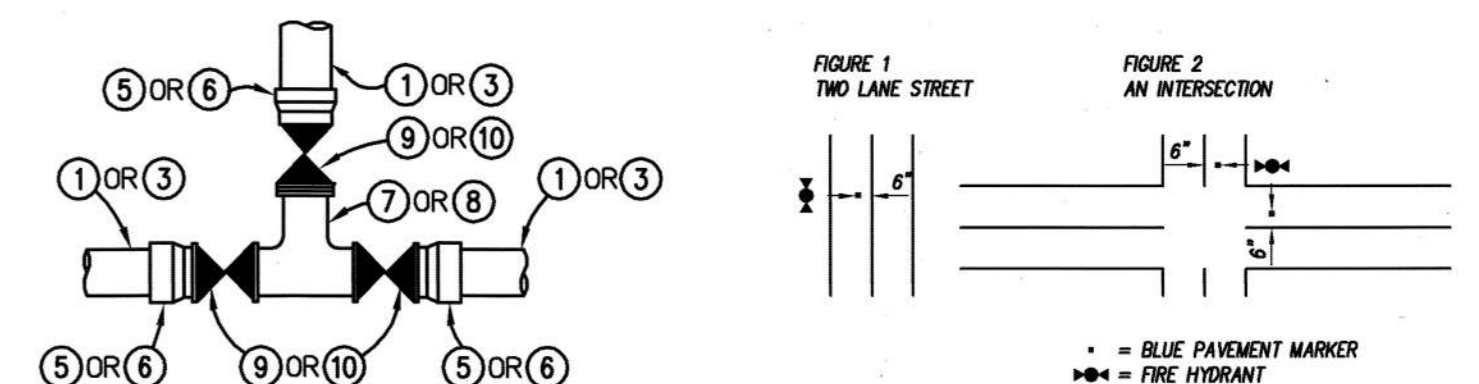 5 OR 6
1 OR 3
9 OR 10
1 OR 3
7 OR 8
1 OR 3
5 OR 6
9 OR 10
5 OR 6
FIGURE 1
TWO LANE STREET
6"
FIGURE 2
AN INTERSECTION
6"
6"
= BLUE PAVEMENT MARKER
= FIRE HYDRANT